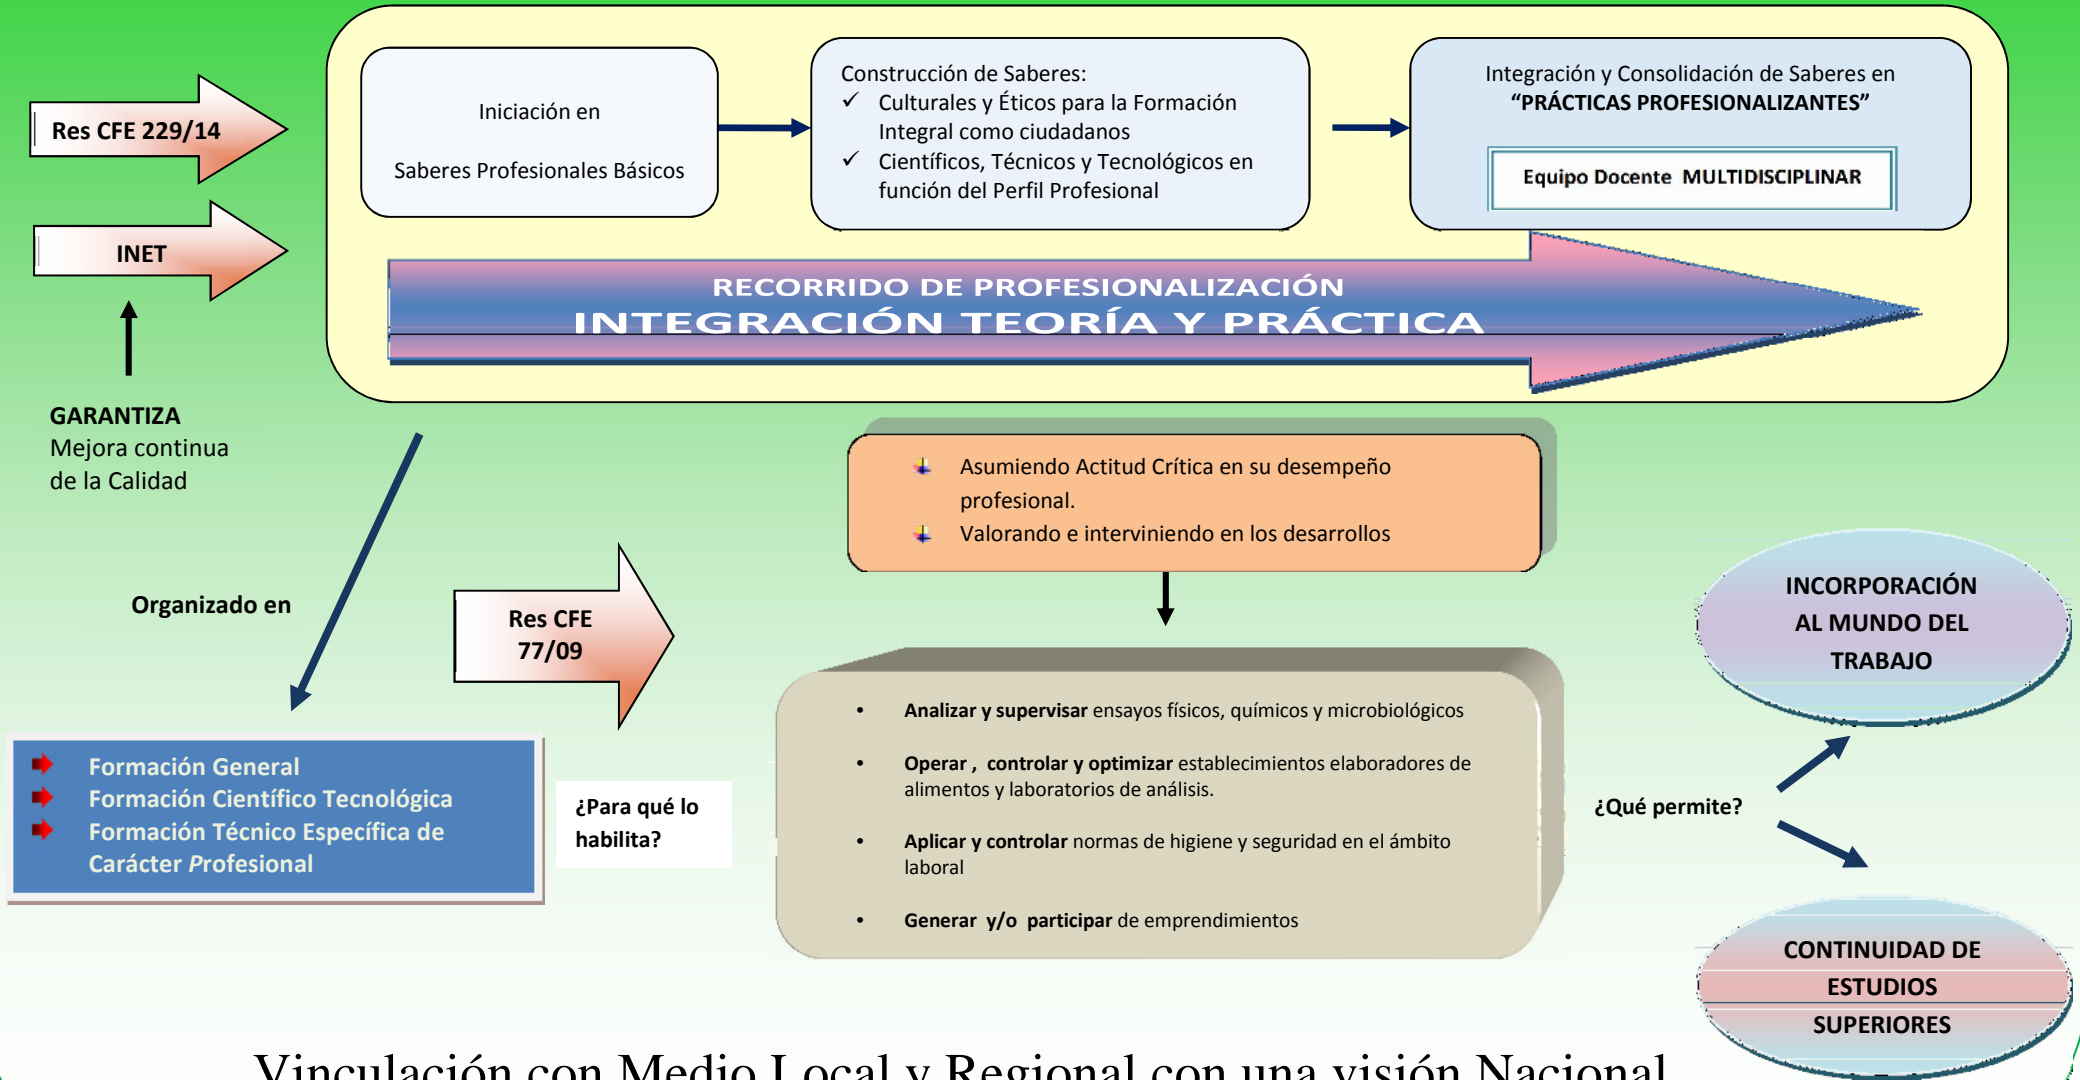 Res CFE 229/14
INET
GARANTIZA
Mejora continua
de la Calidad
Iniciación en
Saberes Profesionales Básicos
Construcción de Saberes:
✓ Culturales y Éticos para la Formación
Integral como ciudadanos
✓ Científicos, Técnicos y Tecnológicos en
función del Perfil Profesional
Integración y Consolidación de Saberes en
“PRÁCTICAS PROFESIONALIZANTES”
Equipo Docente MULTIDISCIPLINAR
RECORRIDO DE PROFESIONALIZACIÓN
INTEGRACIÓN TEORÍA Y PRÁCTICA
Asumiendo Actitud Crítica en su desempeño
profesional.
Valorando e interviniendo en los desarrollos
Organizado en
Res CFE
77/09
Formación General
Formación Científico Tecnológica
Formación Técnico Específica de
Carácter Profesional
¿Para qué lo
habilita?
• Analizar y supervisar ensayos físicos, químicos y microbiológicos
• Operar , controlar y optimizar establecimientos elaboradores de
alimentos y laboratorios de análisis.
• Aplicar y controlar normas de higiene y seguridad en el ámbito
laboral
• Generar y/o participar de emprendimientos
¿Qué permite?
INCORPORACIÓN
AL MUNDO DEL
TRABAJO
CONTINUIDAD DE
ESTUDIOS
SUPERIORES
Vinculación con Medio Local y Regional con una visión Nacional